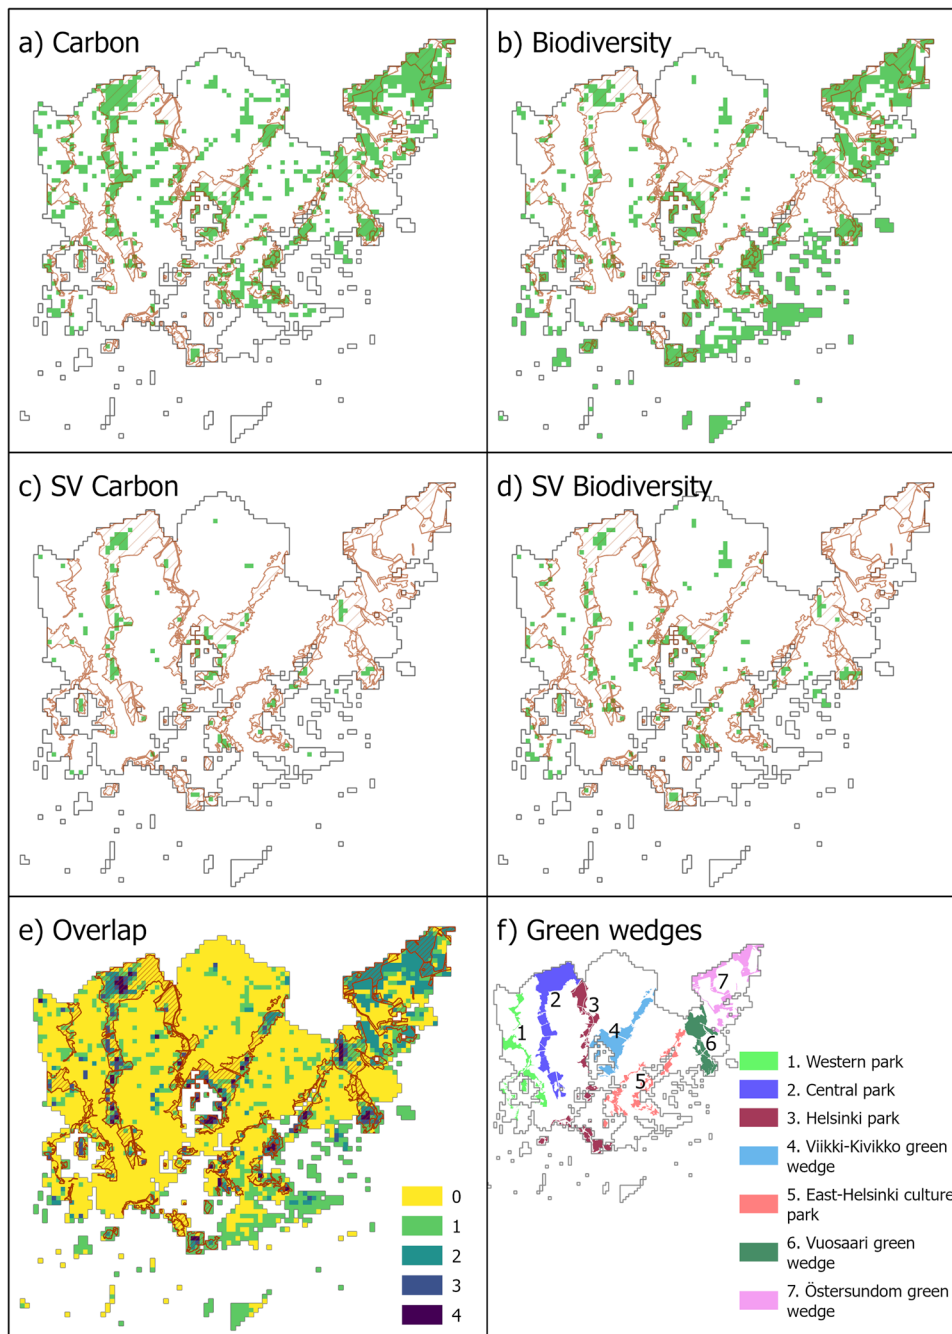 a) Carbon
b) Biodiversity
c) SV Carbon
d) SV Biodiversity
e) Overlap
0
1
2
3
4
f) Green wedges
1
2
3
4
5
6
7
1. Western park
2. Central park
3. Helsinki park
4. Viikki-Kivikko green
wedge
5. East-Helsinki culture
park
6. Vuosaari green
wedge
7. Östersundom green
wedge